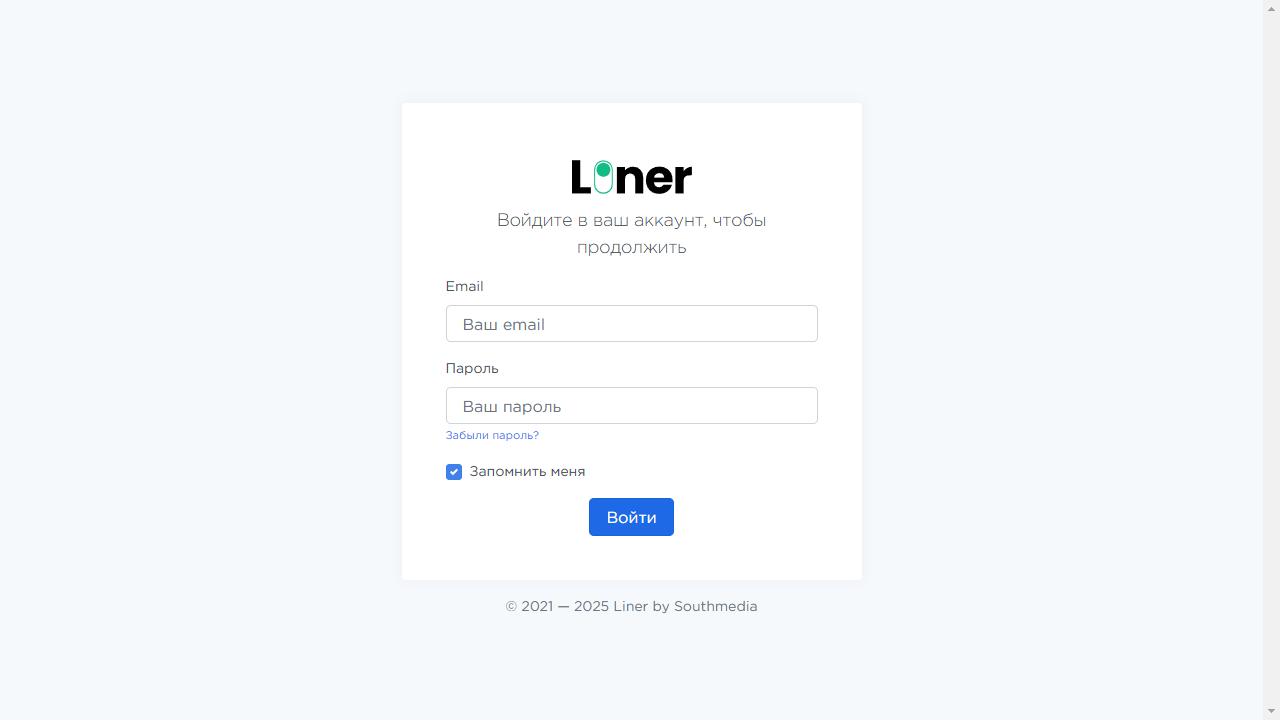 Liner
Войдите в ваш аккаунт, чтобы
продолжить
Email
Ваш email
Пароль
Ваш пароль
Забыли пароль?
Запомнить меня
Войти
© 2021 — 2025 Liner by Southmedia